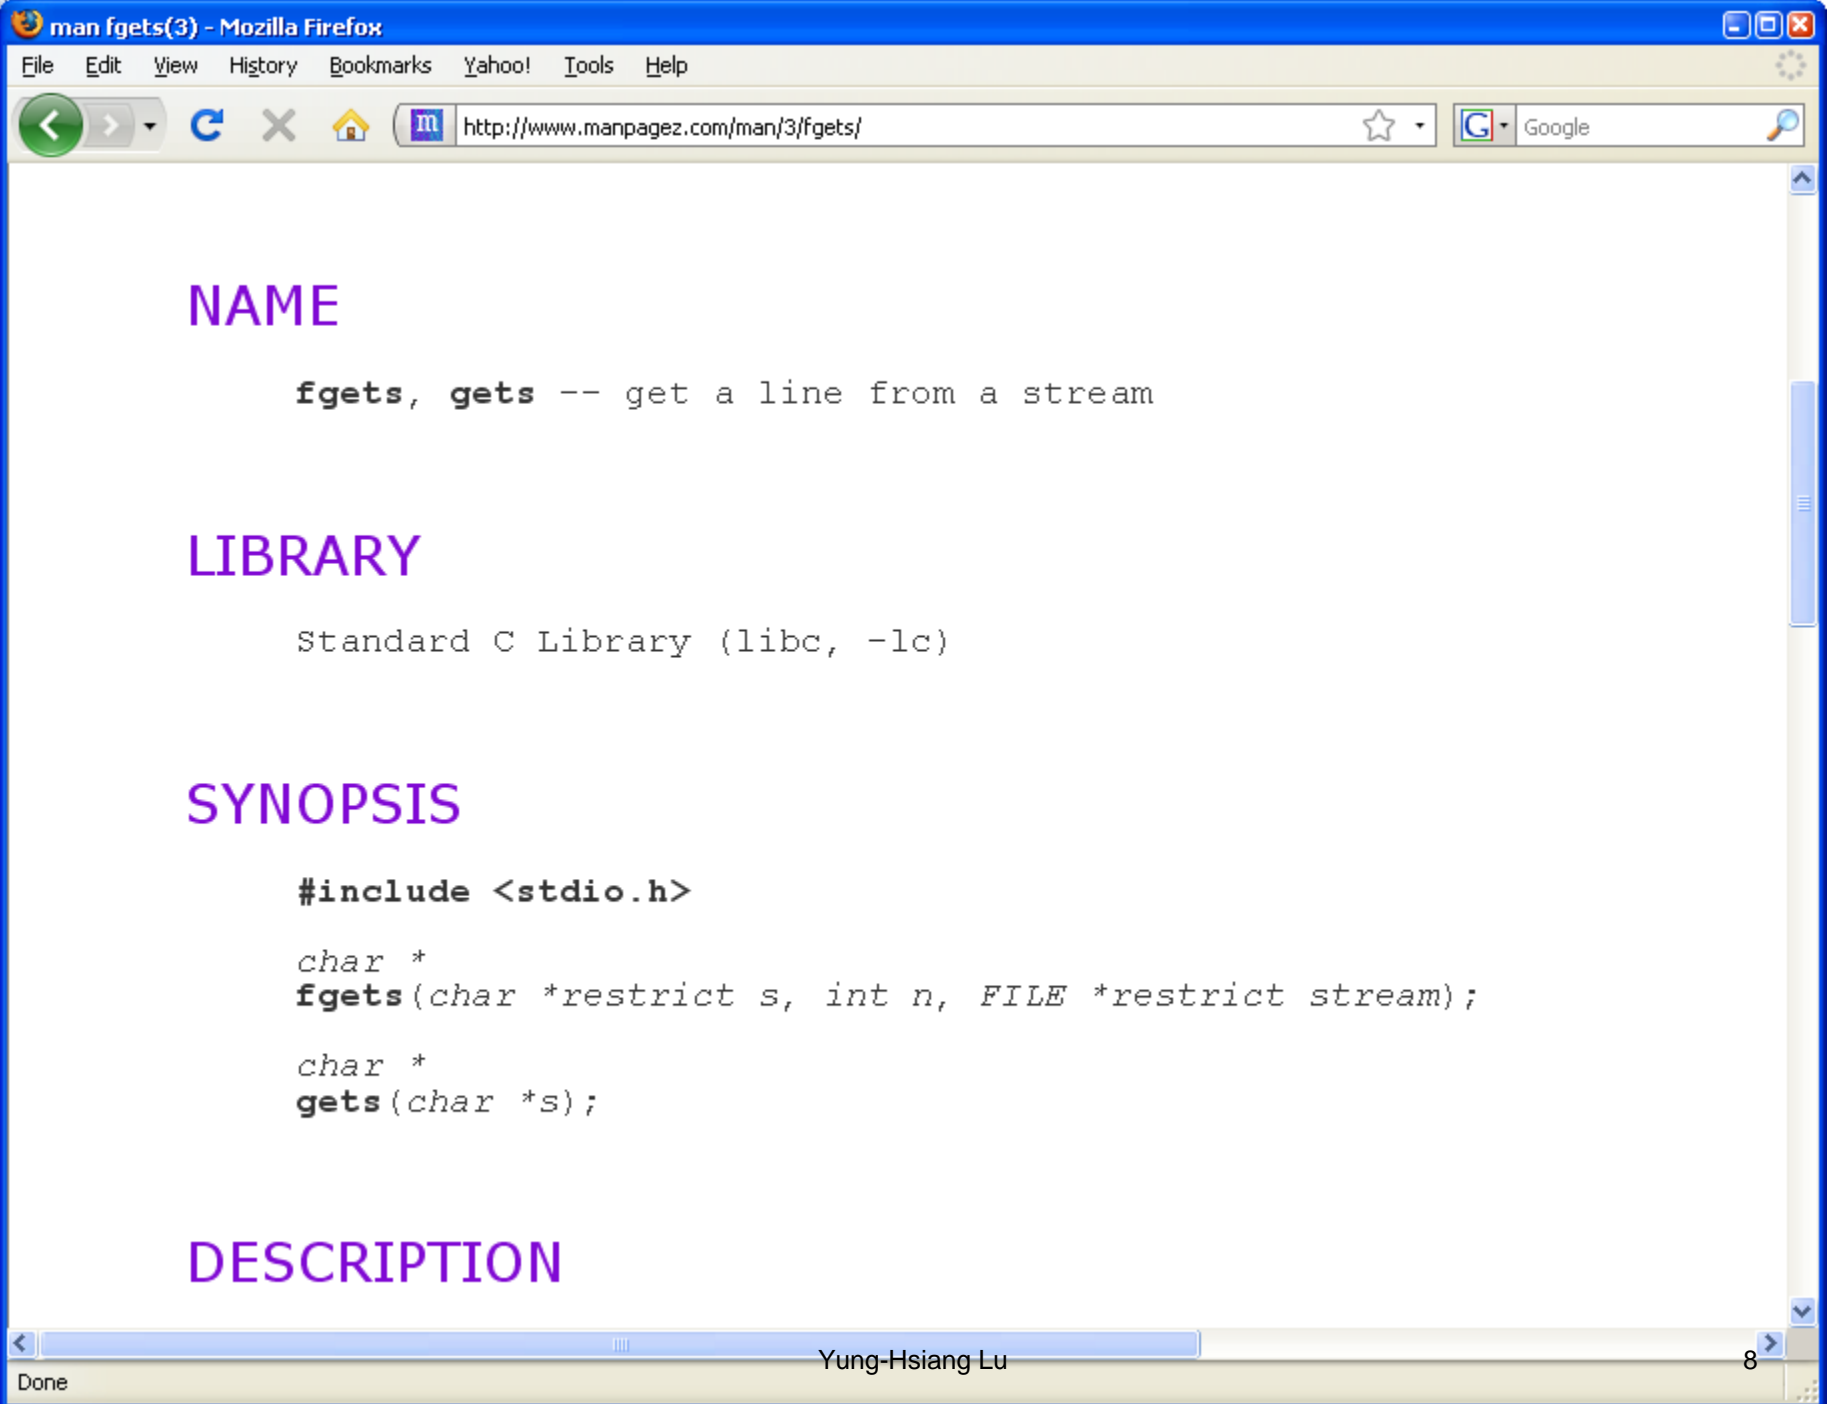 man fgets(3) - Mozilla Firefox
File Edit View History Bookmarks Yahoo! Tools Help
m http://www.manpagez.com/man/3/fgets/ G Google
NAME
fgets, gets -- get a line from a stream
LIBRARY
Standard C Library (libc, -lc)
SYNOPSIS
#include <stdio.h>
char *
fgets(char *restrict s, int n, FILE *restrict stream);
char *
gets(char *s);
DESCRIPTION
Yung-Hsiang Lu 8
Done